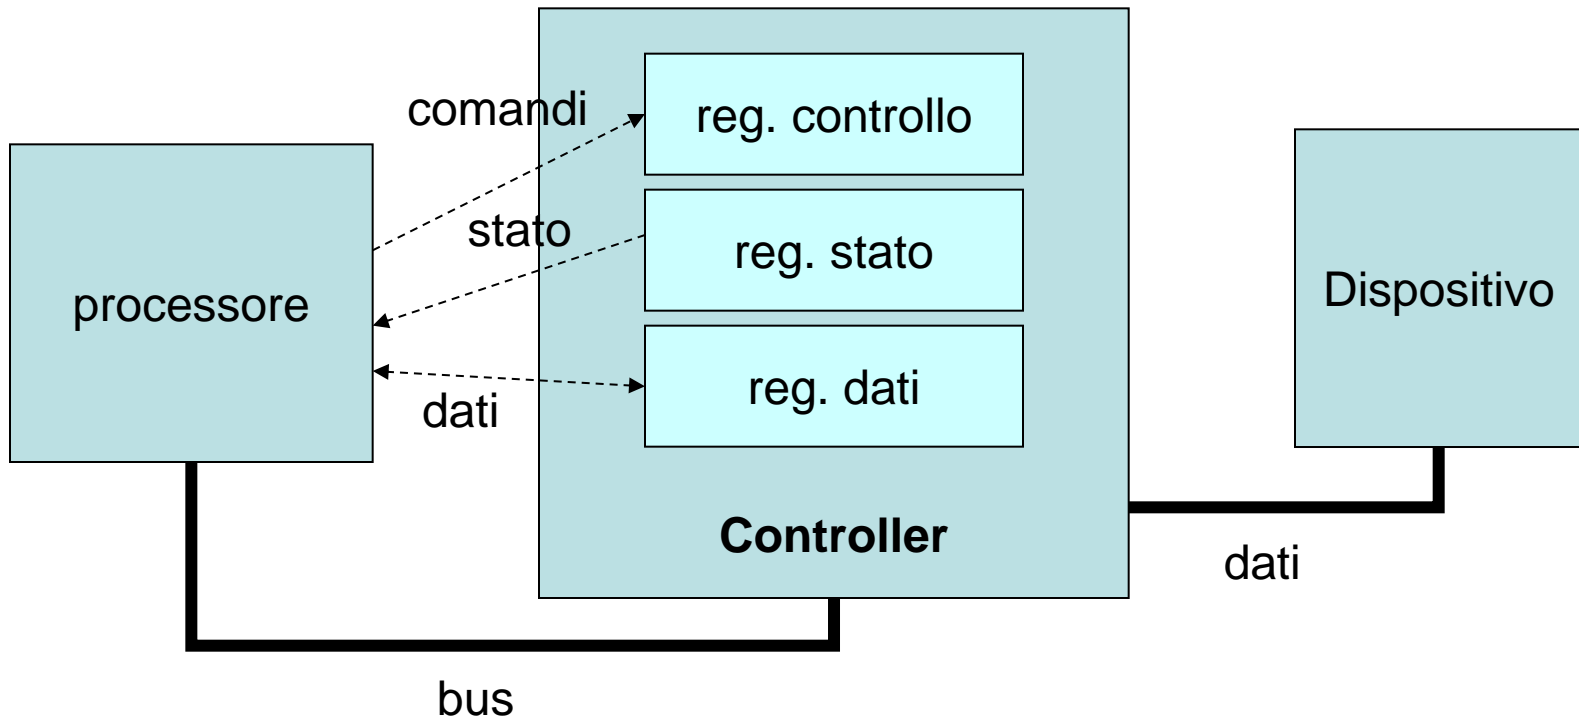 comandi
reg. controllo
stato
reg. stato
processore
Dispositivo
reg. dati
dati
Controller
dati
bus